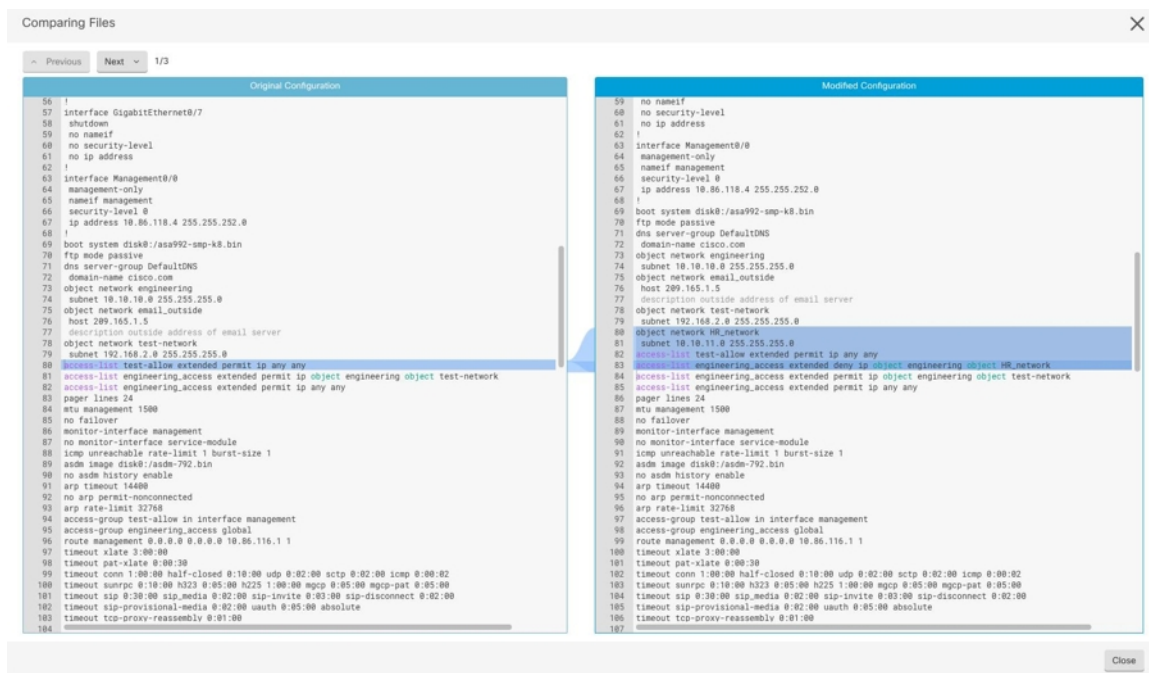 Comparing Files
Previous Next 1/3
Original Configuration
56 !
57 interface GigabitEthernet0/7
58 shutdown
59 no nameif
60 no security-level
61 no ip address
62 !
63 interface Management0/0
64 management-only
65 nameif management
66 security-level 0
67 ip address 10.86.118.4 255.255.252.0
68 !
69 boot system disk0:/asa992-smp-k8.bin
70 ftp mode passive
71 dns server-group DefaultDNS
72 domain-name cisco.com
73 object network engineering
74 subnet 10.10.10.0 255.255.255.0
75 object network email_outside
76 host 209.165.1.5
77 description outside address of email server
78 object network test-network
79 subnet 192.168.2.0 255.255.255.0
80 access-list test-allow extended permit ip any any
81 access-list engineering_access extended permit ip object engineering object test-network
82 access-list engineering_access extended permit ip any any
83 pager lines 24
84 mtu management 1500
85 no failover
86 monitor-interface management
87 no monitor-interface service-module
88 icmp unreachable rate-limit 1 burst-size 1
89 asdm image disk0:/asdm-792.bin
90 no asdm history enable
91 arp timeout 14400
92 no arp permit-nonconnected
93 arp rate-limit 32768
94 access-group test-allow in interface management
95 access-group engineering_access global
96 route management 0.0.0.0 0.0.0.0 10.86.116.1 1
97 timeout xlate 3:00:00
98 timeout pat-xlate 0:00:30
99 timeout conn 1:00:00 half-closed 0:10:00 udp 0:02:00 sctp 0:02:00 icmp 0:00:02
100 timeout sunrpc 0:10:00 h323 0:05:00 h225 1:00:00 mgcp 0:05:00 mgcp-pat 0:05:00
101 timeout sip 0:30:00 sip_media 0:02:00 sip-invite 0:03:00 sip-disconnect 0:02:00
102 timeout sip-provisional-media 0:02:00 uauth 0:05:00 absolute
103 timeout tcp-proxy-reassembly 0:01:00
104
Modified Configuration
59 no nameif
60 no security-level
61 no ip address
62 !
63 interface Management0/0
64 management-only
65 nameif management
66 security-level 0
67 ip address 10.86.118.4 255.255.252.0
68 !
69 boot system disk0:/asa992-smp-k8.bin
70 ftp mode passive
71 dns server-group DefaultDNS
72 domain-name cisco.com
73 object network engineering
74 subnet 10.10.10.0 255.255.255.0
75 object network email_outside
76 host 209.165.1.5
77 description outside address of email server
78 object network test-network
79 subnet 192.168.2.0 255.255.255.0
80 object network HR_network
81 subnet 10.10.11.0 255.255.255.0
82 access-list test-allow extended permit ip any any
83 access-list engineering_access extended deny ip object engineering object HR_network
84 access-list engineering_access extended permit ip object engineering object test-network
85 access-list engineering_access extended permit ip any any
86 pager lines 24
87 mtu management 1500
88 no failover
89 monitor-interface management
90 no monitor-interface service-module
91 icmp unreachable rate-limit 1 burst-size 1
92 asdm image disk0:/asdm-792.bin
93 no asdm history enable
94 arp timeout 14400
95 no arp permit-nonconnected
96 arp rate-limit 32768
97 access-group test-allow in interface management
98 access-group engineering_access global
99 route management 0.0.0.0 0.0.0.0 10.86.116.1 1
100 timeout xlate 3:00:00
101 timeout pat-xlate 0:00:30
102 timeout conn 1:00:00 half-closed 0:10:00 udp 0:02:00 sctp 0:02:00 icmp 0:00:02
103 timeout sunrpc 0:10:00 h323 0:05:00 h225 1:00:00 mgcp 0:05:00 mgcp-pat 0:05:00
104 timeout sip 0:30:00 sip_media 0:02:00 sip-invite 0:03:00 sip-disconnect 0:02:00
105 timeout sip-provisional-media 0:02:00 uauth 0:05:00 absolute
106 timeout tcp-proxy-reassembly 0:01:00
107
Close